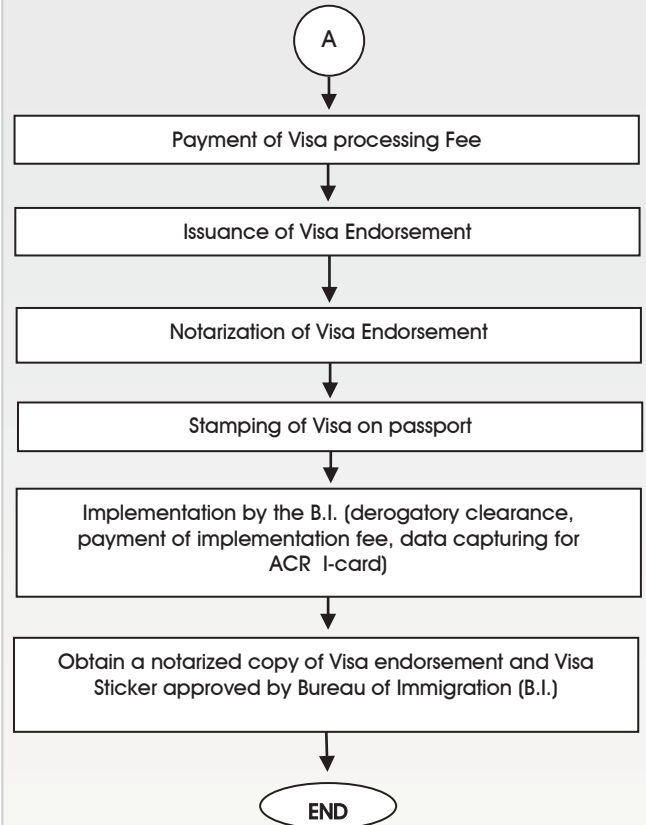 A
Payment of Visa processing Fee
Issuance of Visa Endorsement
Notarization of Visa Endorsement
Stamping of Visa on passport
Implementation by the B.I. (derogatory clearance,
payment of implementation fee, data capturing for
ACR I-card)
Obtain a notarized copy of Visa endorsement and Visa
Sticker approved by Bureau of Immigration (B.I.)
END